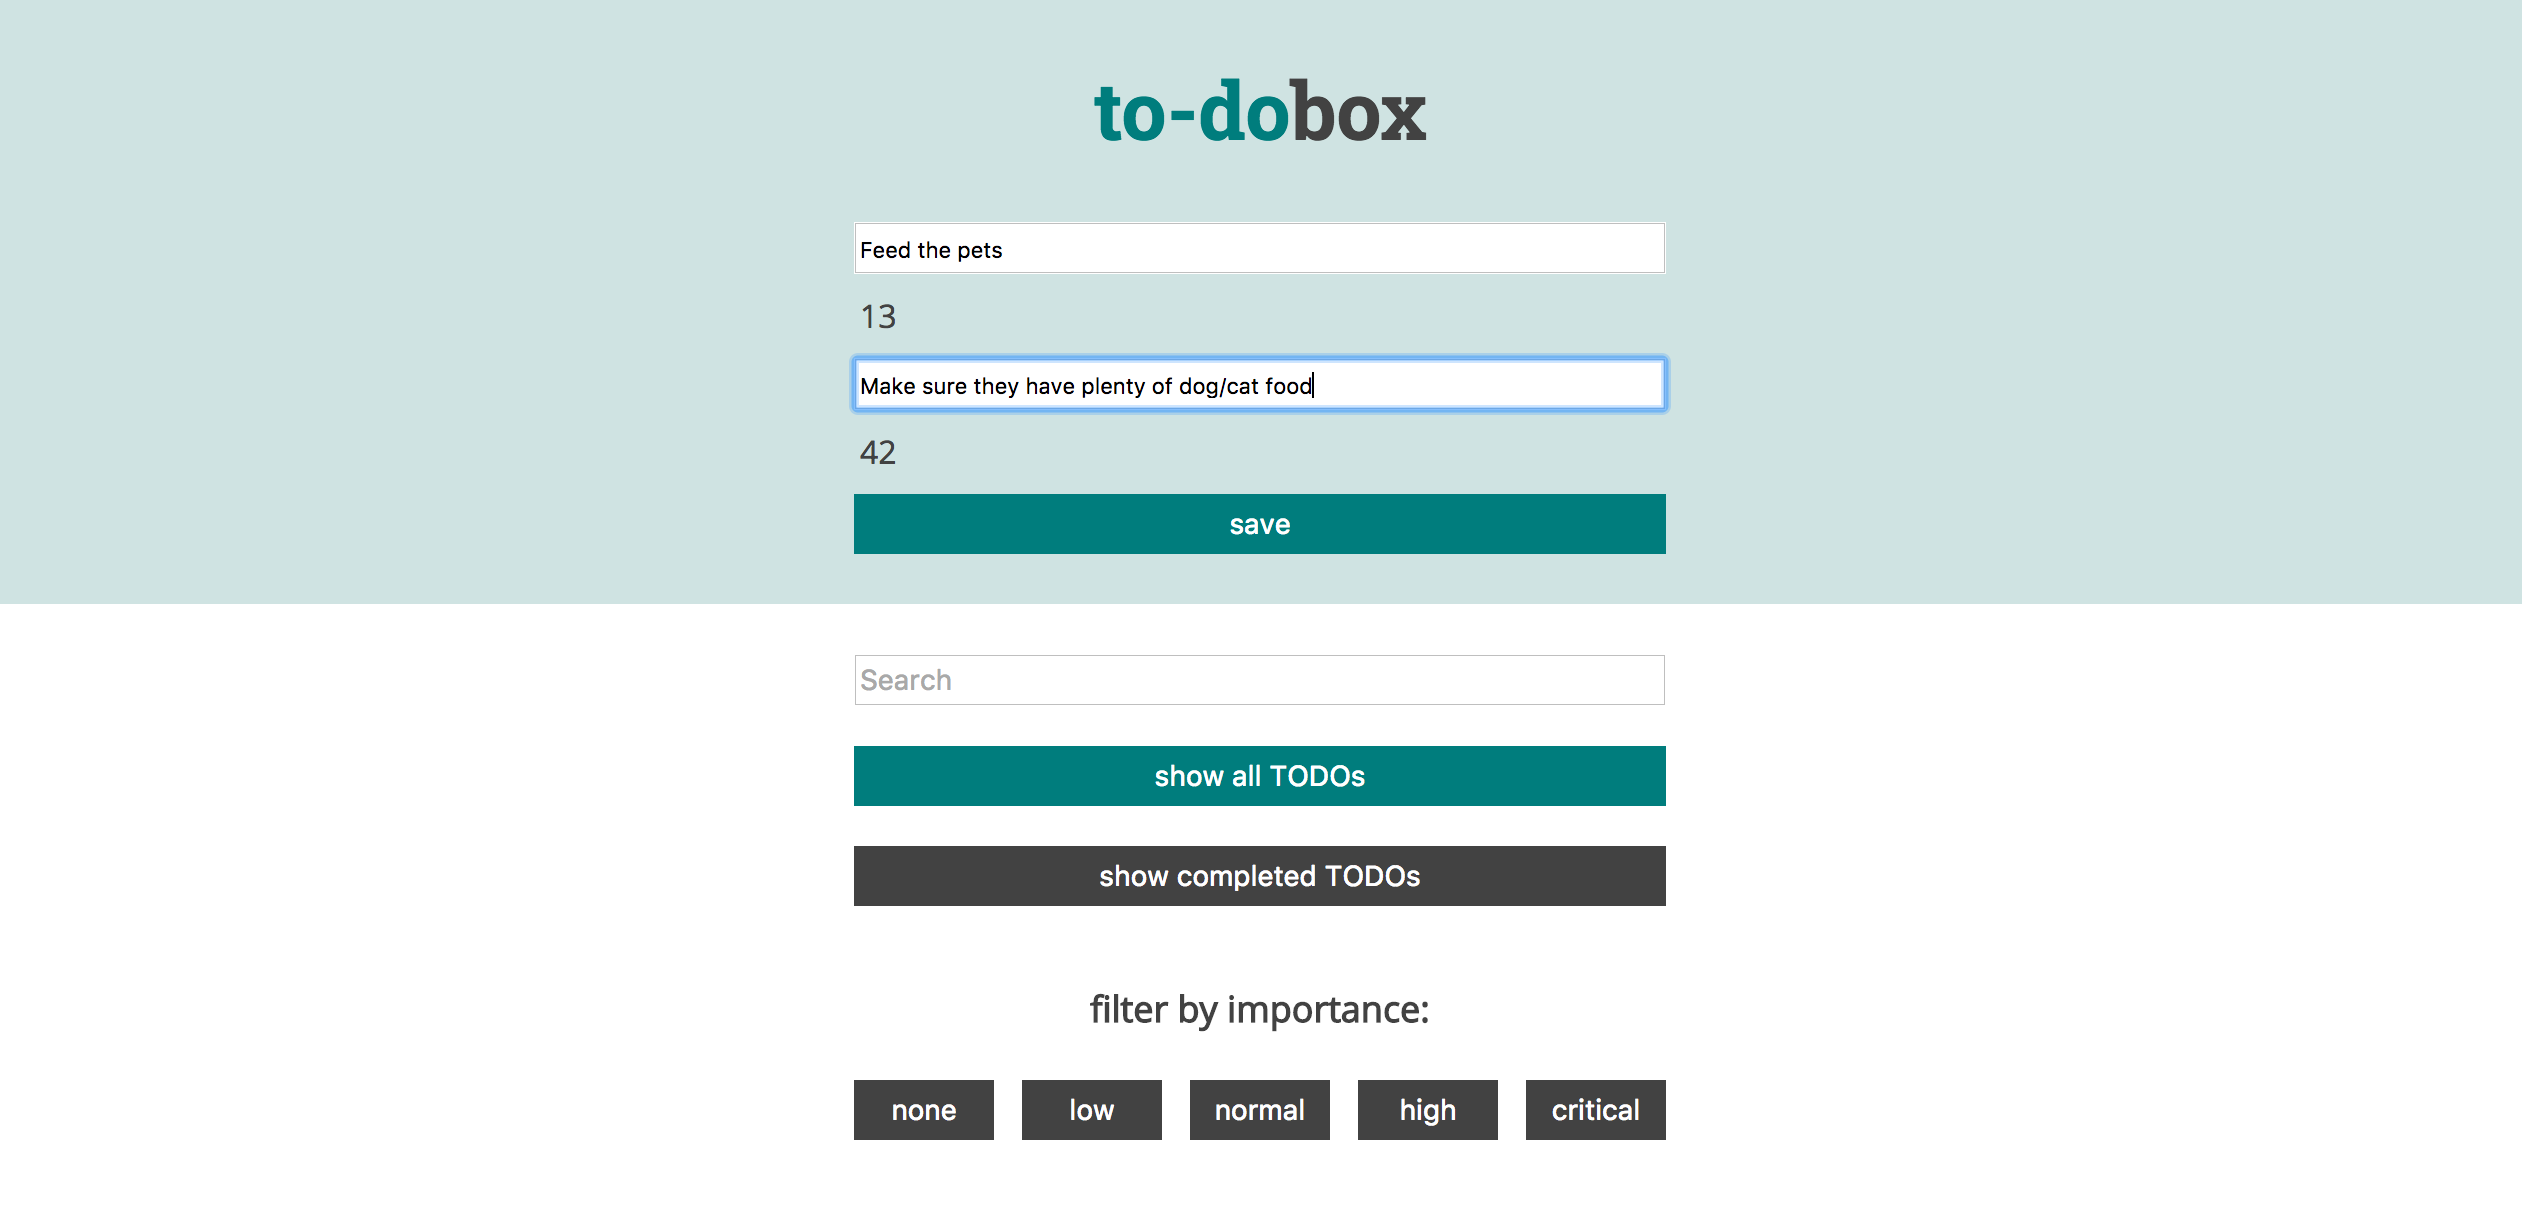 to-dobox
Feed the pets
13
Make sure they have plenty of dog/cat food
42
save
Search
show all TODOs
show completed TODOs
filter by importance:
none low normal high critical